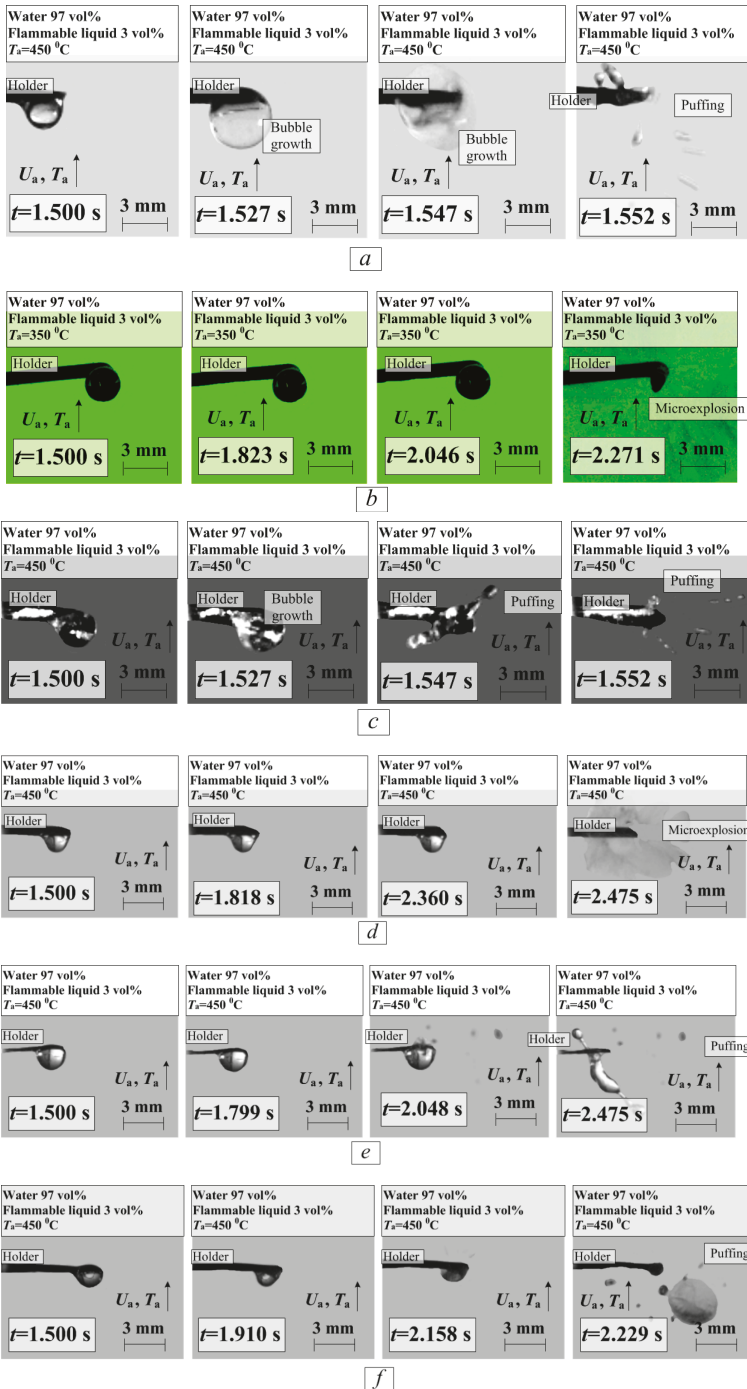 Water 97 vol%
Flammable liquid 3 vol%
Ta=450 ⁰C
Holder
Ua, Ta
t=1.500 s
3 mm
Water 97 vol%
Flammable liquid 3 vol%
Ta=450 ⁰C
Holder
Bubble
growth
Ua, Ta
t=1.527 s
3 mm
Water 97 vol%
Flammable liquid 3 vol%
Ta=450 ⁰C
Holder
Bubble
growth
Ua, Ta
t=1.547 s
3 mm
Water 97 vol%
Flammable liquid 3 vol%
Ta=450 ⁰C
Holder
Puffing
Ua, Ta
t=1.552 s
3 mm
a
Water 97 vol%
Flammable liquid 3 vol%
Ta=350 ⁰C
Holder
Ua, Ta
t=1.500 s
3 mm
Water 97 vol%
Flammable liquid 3 vol%
Ta=350 ⁰C
Holder
Ua, Ta
t=1.823 s
3 mm
Water 97 vol%
Flammable liquid 3 vol%
Ta=350 ⁰C
Holder
Ua, Ta
t=2.046 s
3 mm
Water 97 vol%
Flammable liquid 3 vol%
Ta=350 ⁰C
Holder
Microexplosion
Ua, Ta
t=2.271 s
3 mm
b
Water 97 vol%
Flammable liquid 3 vol%
Ta=450 ⁰C
Holder
Ua, Ta
t=1.500 s
3 mm
Water 97 vol%
Flammable liquid 3 vol%
Ta=450 ⁰C
Holder
Bubble
growth
Ua, Ta
t=1.527 s
3 mm
Water 97 vol%
Flammable liquid 3 vol%
Ta=450 ⁰C
Holder
Puffing
Ua, Ta
t=1.547 s
3 mm
Water 97 vol%
Flammable liquid 3 vol%
Ta=450 ⁰C
Puffing
Holder
Ua, Ta
t=1.552 s
3 mm
c
Water 97 vol%
Flammable liquid 3 vol%
Ta=450 ⁰C
Holder
Ua, Ta
t=1.500 s
3 mm
Water 97 vol%
Flammable liquid 3 vol%
Ta=450 ⁰C
Holder
Ua, Ta
t=1.818 s
3 mm
Water 97 vol%
Flammable liquid 3 vol%
Ta=450 ⁰C
Holder
Ua, Ta
t=2.360 s
3 mm
Water 97 vol%
Flammable liquid 3 vol%
Ta=450 ⁰C
Holder
Microexplosion
Ua, Ta
t=2.475 s
3 mm
d
Water 97 vol%
Flammable liquid 3 vol%
Ta=450 ⁰C
Holder
Ua, Ta
t=1.500 s
3 mm
Water 97 vol%
Flammable liquid 3 vol%
Ta=450 ⁰C
Holder
Ua, Ta
t=1.799 s
3 mm
Water 97 vol%
Flammable liquid 3 vol%
Ta=450 ⁰C
Holder
Ua, Ta
t=2.048 s
3 mm
Water 97 vol%
Flammable liquid 3 vol%
Ta=450 ⁰C
Holder
Puffing
Ua, Ta
t=2.475 s
3 mm
e
Water 97 vol%
Flammable liquid 3 vol%
Ta=450 ⁰C
Holder
Ua, Ta
t=1.500 s
3 mm
Water 97 vol%
Flammable liquid 3 vol%
Ta=450 ⁰C
Holder
Ua, Ta
t=1.910 s
3 mm
Water 97 vol%
Flammable liquid 3 vol%
Ta=450 ⁰C
Holder
Ua, Ta
t=2.158 s
3 mm
Water 97 vol%
Flammable liquid 3 vol%
Ta=450 ⁰C
Holder
Puffing
Ua, Ta
t=2.229 s
3 mm
f